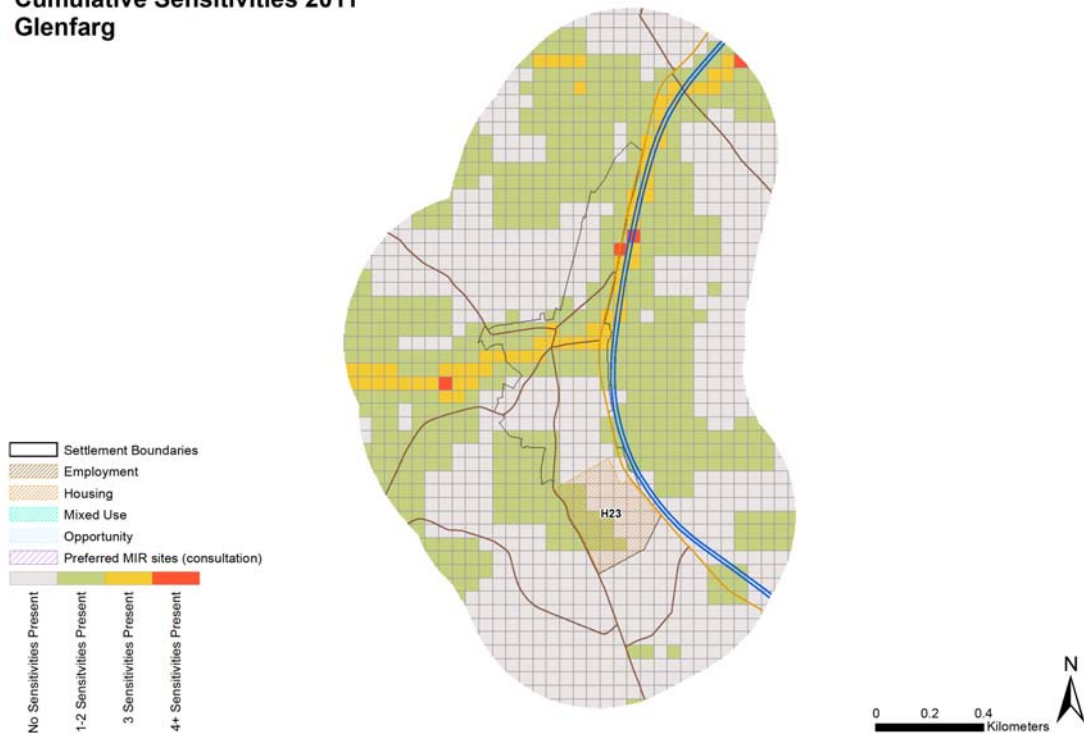 Cumulative Sensitivities 2011
Glenfarg
H23
Settlement Boundaries
Employment
Housing
Mixed Use
Opportunity
Preferred MIR sites (consultation)
No Sensitivities Present
1-2 Sensitivities Present
3 Sensitivities Present
4+ Sensitivities Present
N
0 0.2 0.4
Kilometers